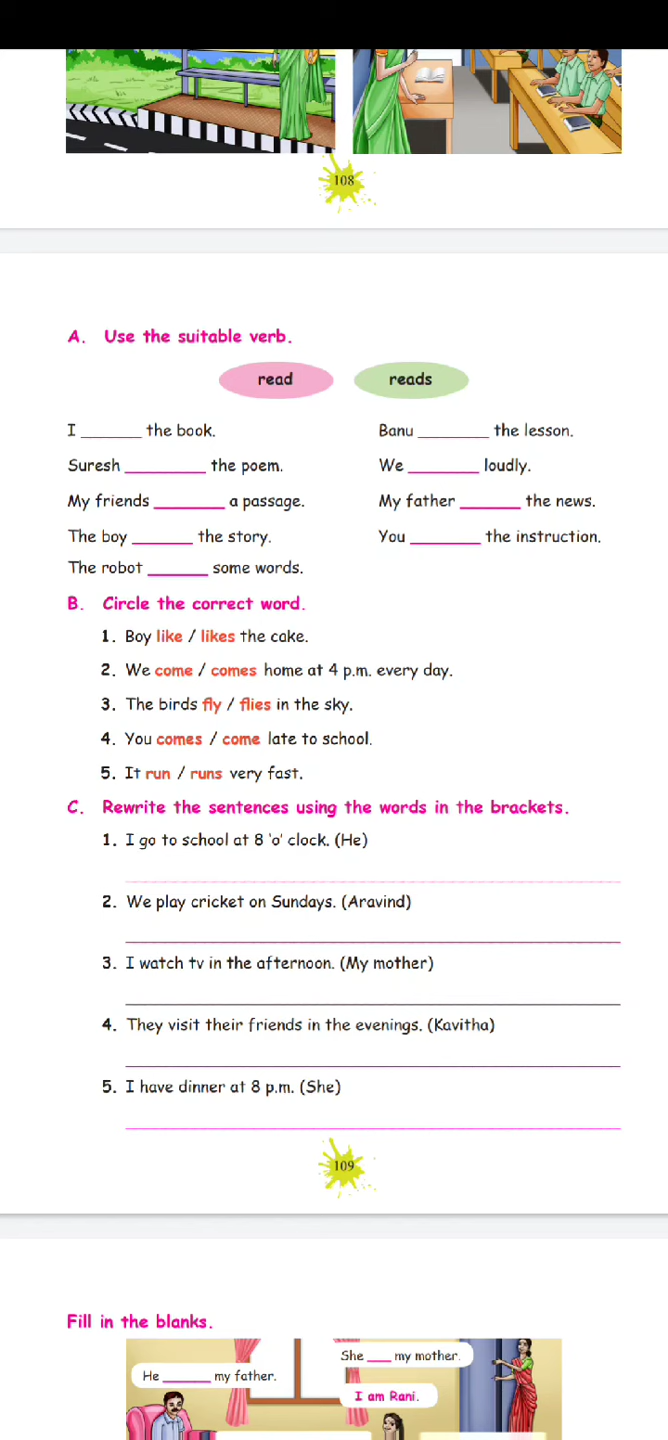 108
A. Use the suitable verb.
read reads
I ______ the book. Banu ______ the lesson.
Suresh ______ the poem. We ______ loudly.
My friends ______ a passage. My father ______ the news.
The boy ______ the story. You ______ the instruction.
The robot ______ some words.
B. Circle the correct word.
1. Boy like / likes the cake.
2. We come / comes home at 4 p.m. every day.
3. The birds fly / flies in the sky.
4. You comes / come late to school.
5. It run / runs very fast.
C. Rewrite the sentences using the words in the brackets.
1. I go to school at 8 'o' clock. (He)
2. We play cricket on Sundays. (Aravind)
3. I watch tv in the afternoon. (My mother)
4. They visit their friends in the evenings. (Kavitha)
5. I have dinner at 8 p.m. (She)
109
Fill in the blanks.
She ____ my mother.
He ______ my father.
I am Rani.